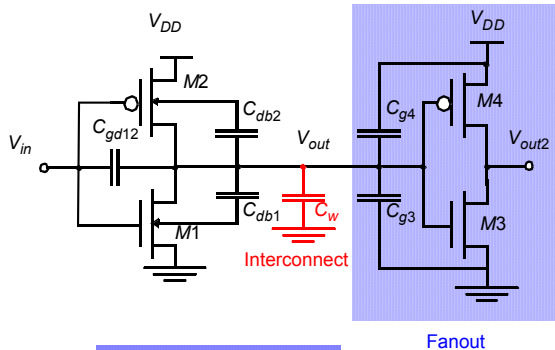 V_DD
V_DD
M2
M4
C_db2
C_g4
C_gd12
V_in
V_out
V_out2
C_db1
C_g3
C_w
M1
M3
Interconnect
Fanout